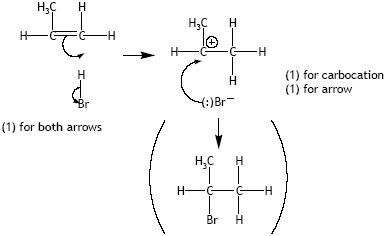 H₃C H
H C C H
H
Br
(1) for both arrows
H₃C H
H C ⊕ C H
H
(:)Br⁻
(1) for carbocation
(1) for arrow
H₃C H
H C C H
Br H